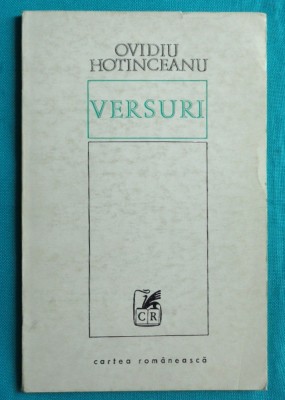 OVIDIU
HOTINCEANU
VERSURI
CR
cartea românească